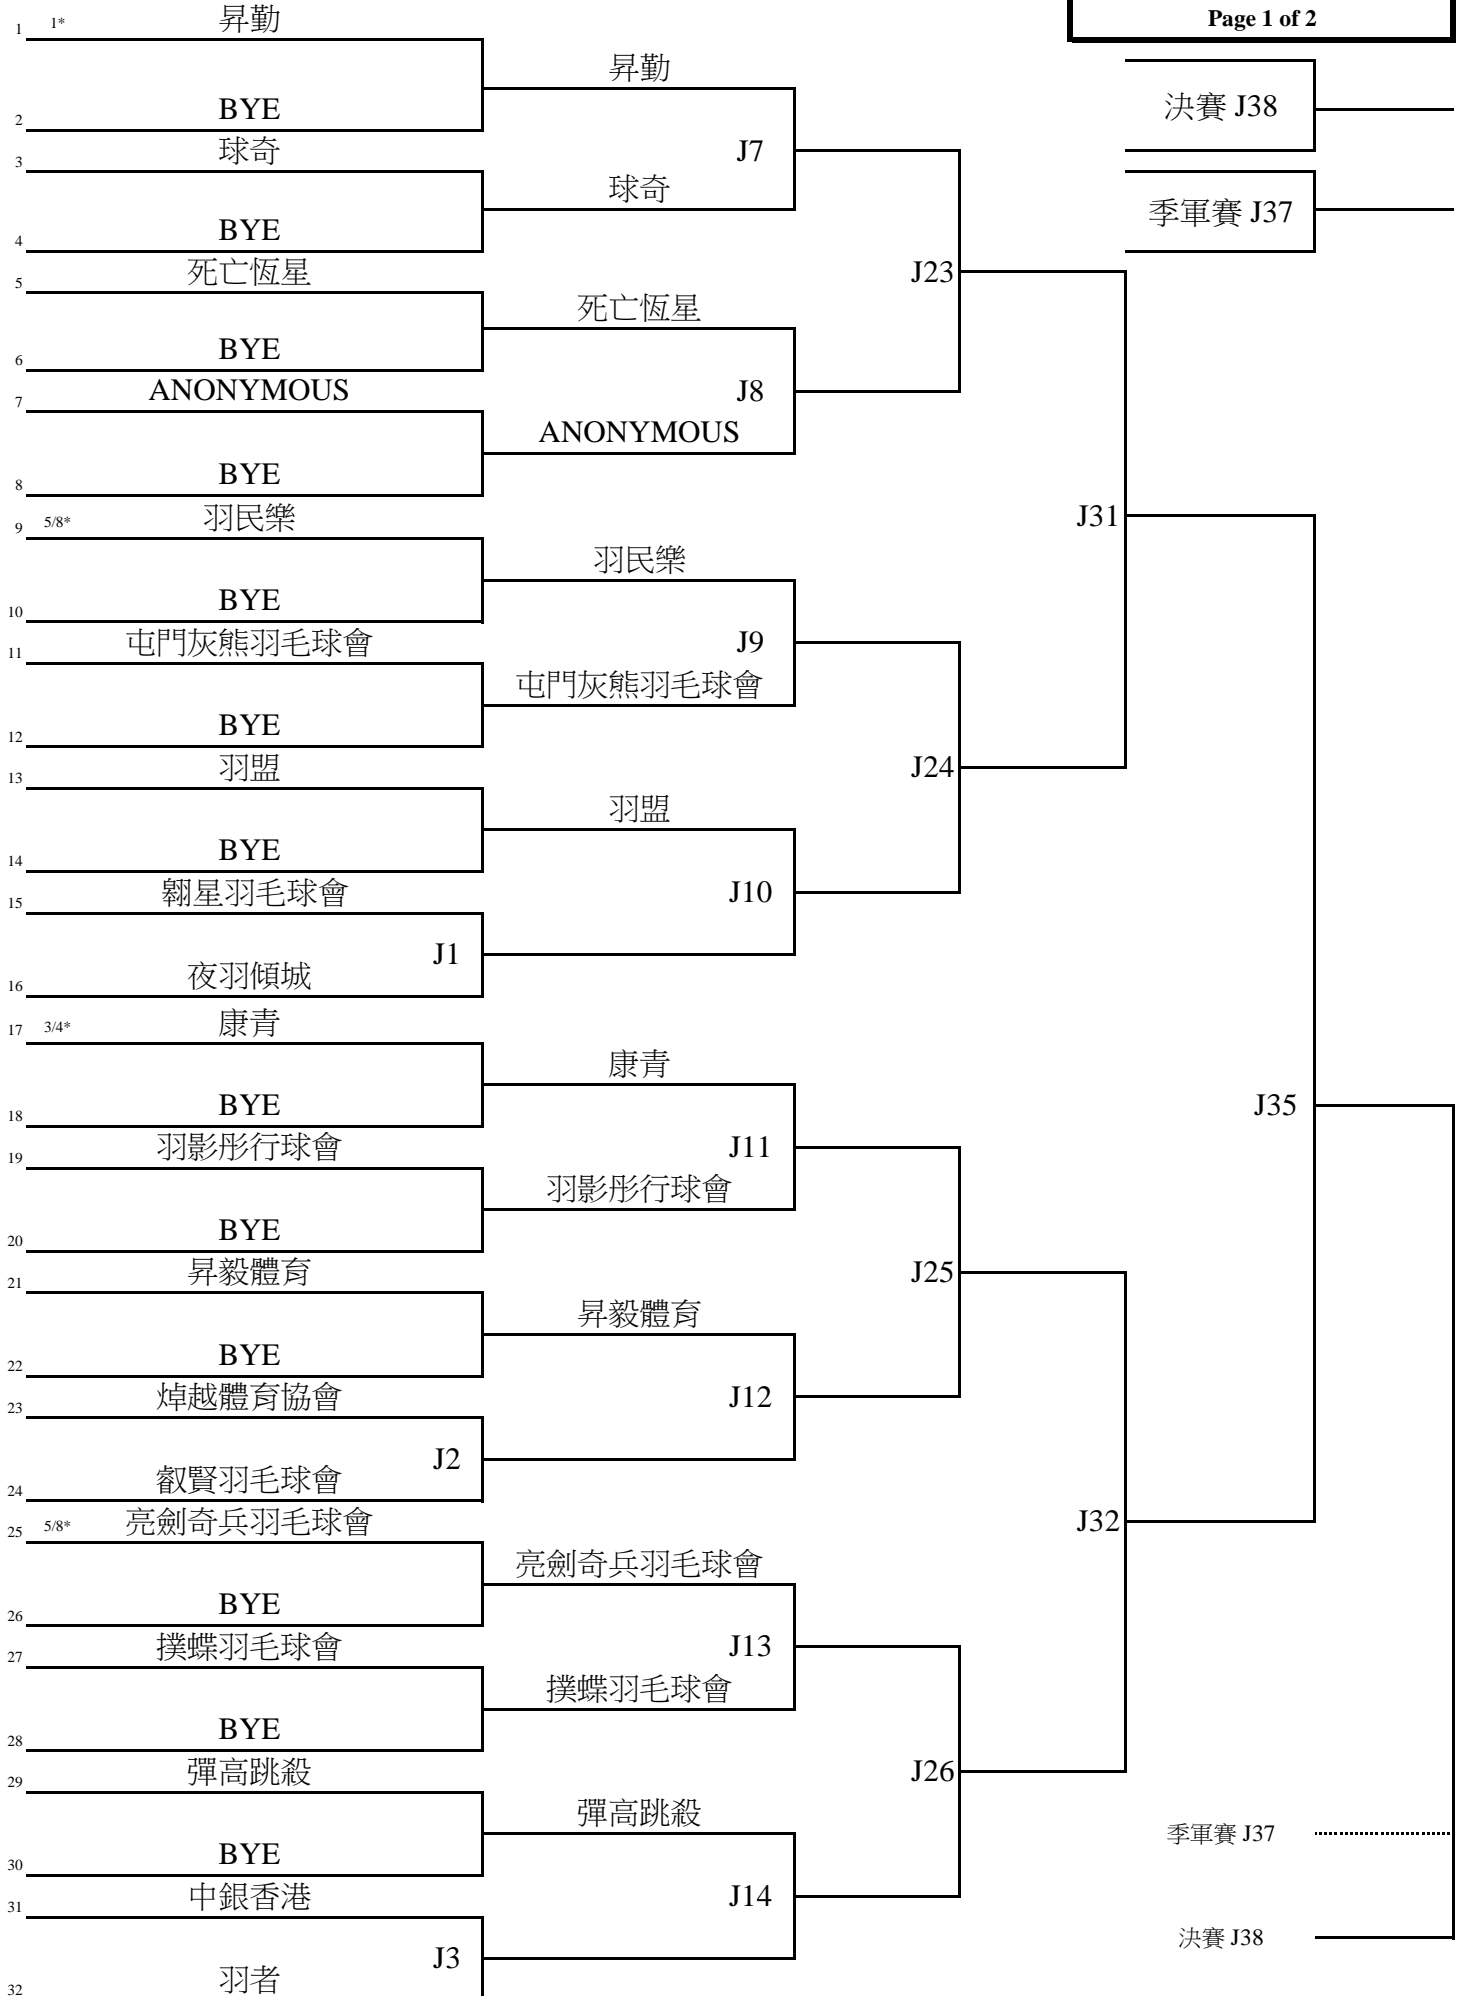 Page 1 of 2
1 1* 昇勤
昇勤
2 BYE
決賽 J38
3 球奇
J7
球奇
4 BYE
季軍賽 J37
5 死亡恆星
J23
死亡恆星
6 BYE
7 ANONYMOUS
J8
ANONYMOUS
8 BYE
9 5/8* 羽民樂
J31
羽民樂
10 BYE
11 屯門灰熊羽毛球會
J9
屯門灰熊羽毛球會
12 BYE
13 羽盟
J24
羽盟
14 BYE
15 翱星羽毛球會
J10
J1
16 夜羽傾城
17 3/4* 康青
康青
18 BYE
J35
19 羽影彤行球會
J11
羽影彤行球會
20 BYE
21 昇毅體育
J25
昇毅體育
22 BYE
23 焯越體育協會
J12
J2
24 叡賢羽毛球會
25 5/8* 亮劍奇兵羽毛球會
J32
亮劍奇兵羽毛球會
26 BYE
27 撲蝶羽毛球會
J13
撲蝶羽毛球會
28 BYE
29 彈高跳殺
J26
彈高跳殺
季軍賽 J37
30 BYE
31 中銀香港
J14
決賽 J38
J3
32 羽者